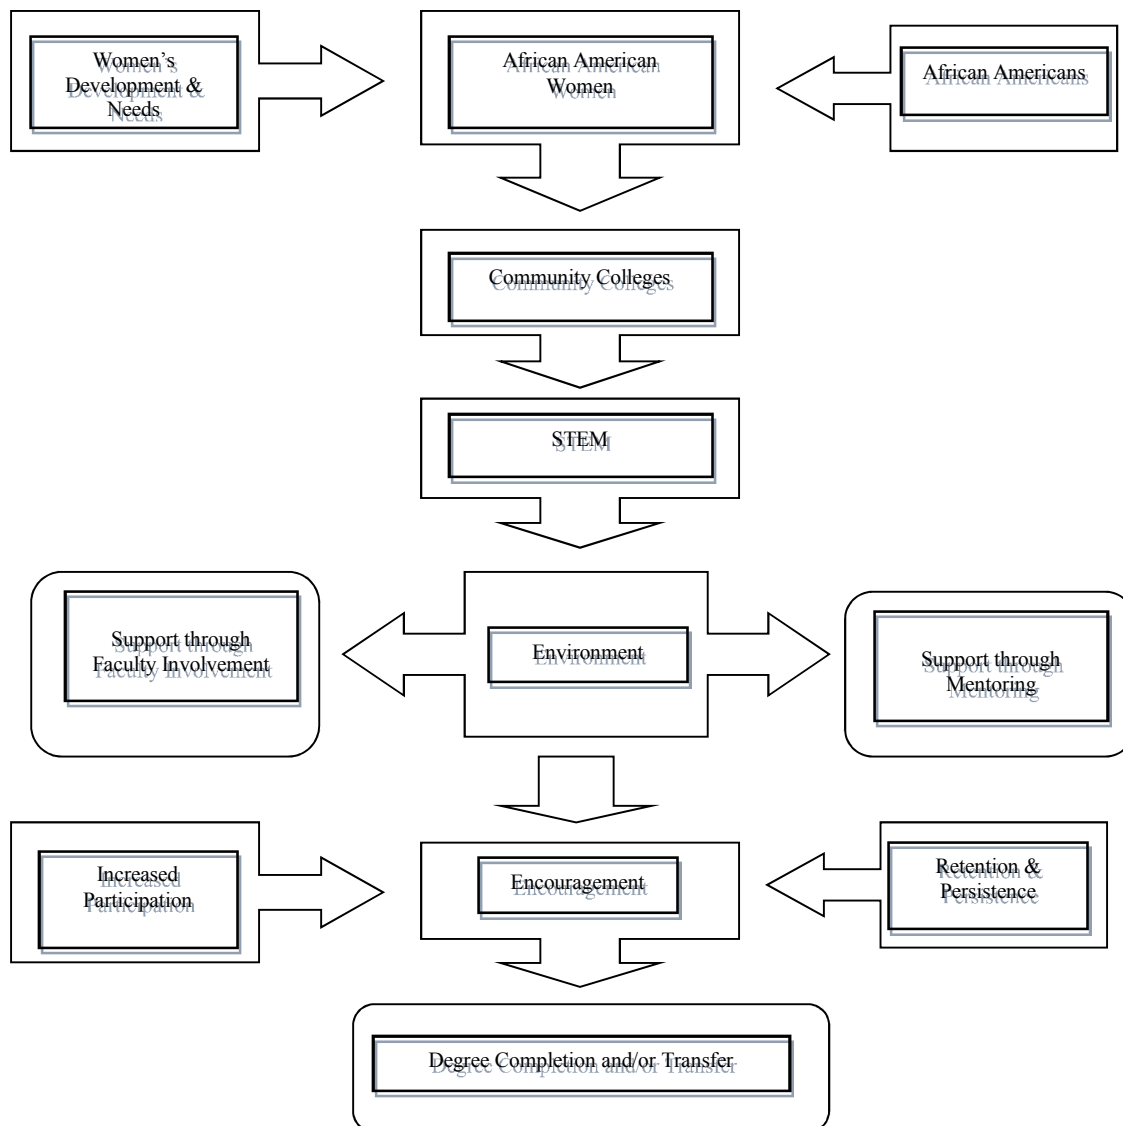 Women's
Development &
Needs
African American
Women
African Americans
Community Colleges
STEM
Support through
Faculty Involvement
Environment
Support through
Mentoring
Increased
Participation
Encouragement
Retention &
Persistence
Degree Completion and/or Transfer